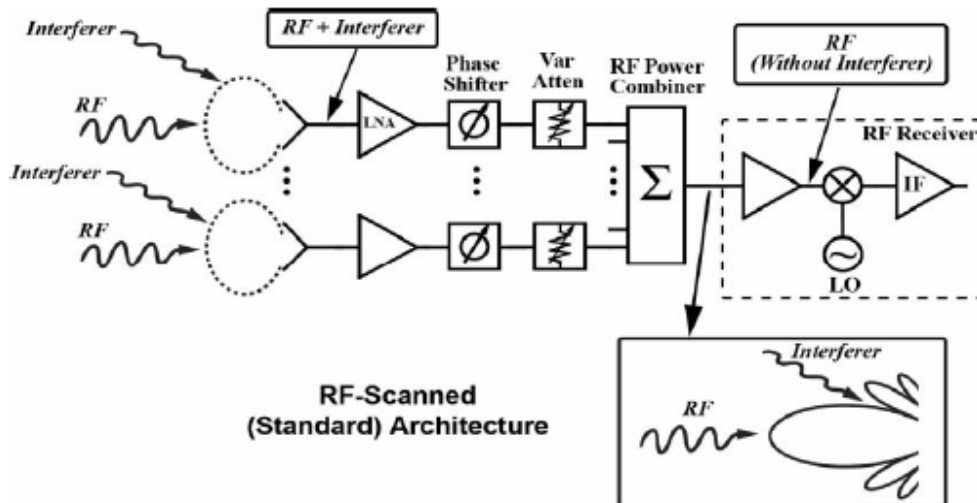 Interferer
RF + Interferer
RF
(Without Interferer)
Phase
Shifter
Var
Atten
RF Power
Combiner
RF
LNA
Φ
RF Receiver
Interferer
Σ
IF
RF
Φ
LO
Interferer
RF
RF-Scanned
(Standard) Architecture